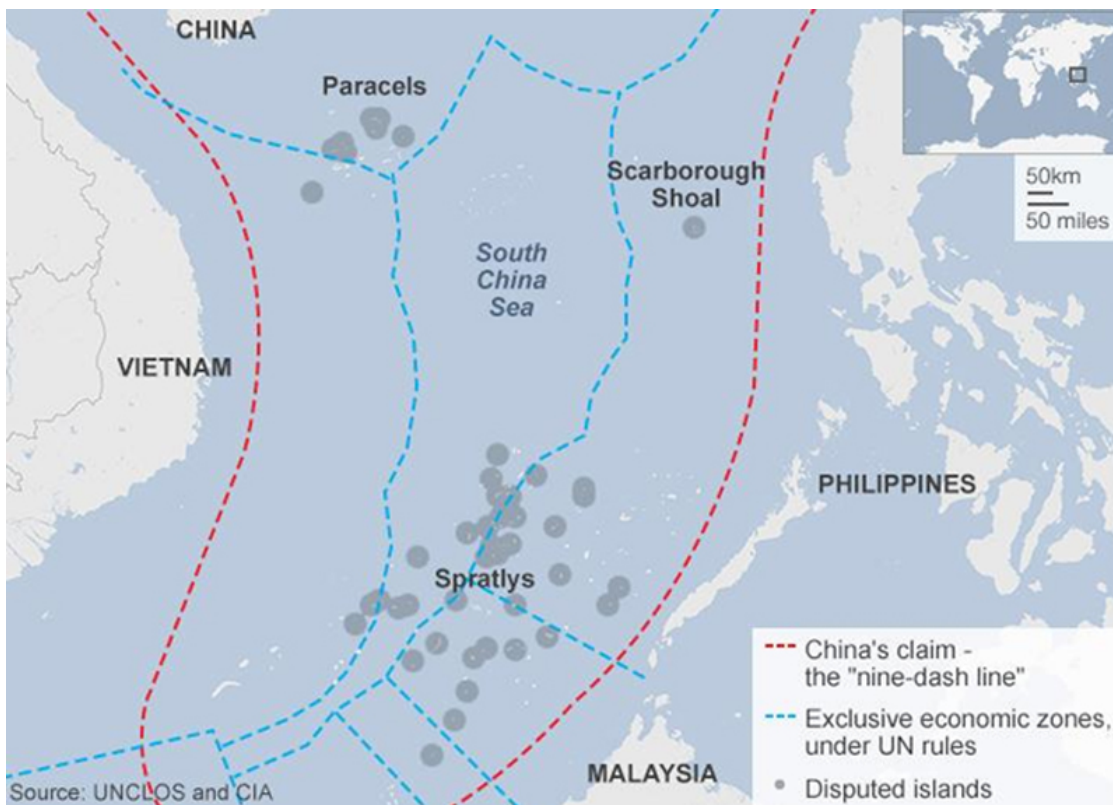 CHINA
Paracels
Scarborough
Shoal
50km
50 miles
South
China
Sea
VIETNAM
PHILIPPINES
Spratlys
China's claim -
the "nine-dash line"
Exclusive economic zones,
under UN rules
Disputed islands
MALAYSIA
Source: UNCLOS and CIA